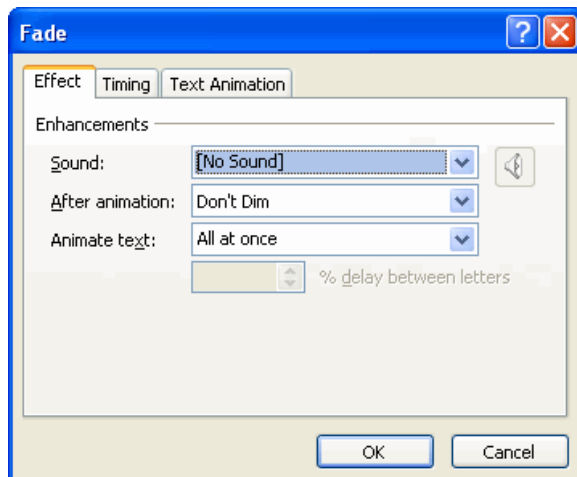 Fade
Effect Timing Text Animation
Enhancements
Sound: [No Sound]
After animation: Don't Dim
Animate text: All at once
% delay between letters
OK Cancel